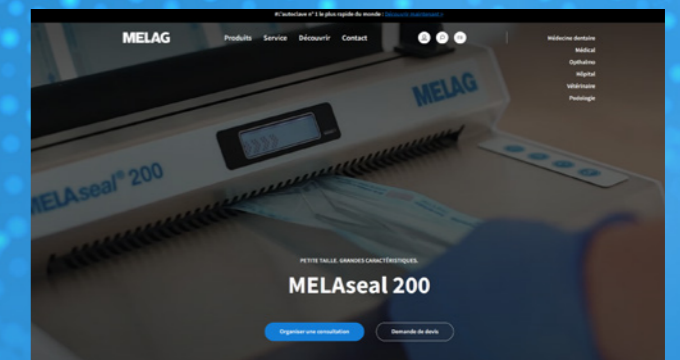 #L'autoclave n° 1 le plus rapide du monde : Découvrir maintenant >
MELAG
Produits Service Découvrir Contact
FR
Médecine dentaire
Médical
Opthalmo
Hôpital
Vétérinaire
Podologie
MELAG
MELAseal® 200
PETITE TAILLE. GRANDES CARACTÉRISTIQUES.
MELAseal 200
Organiser une consultation
Demande de devis